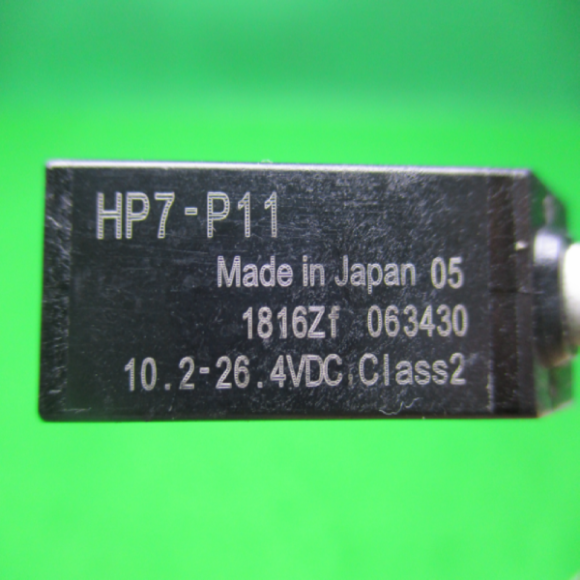 HP7-P11
Made in Japan 05
1816Zf 063430
10.2-26.4VDC,Class2